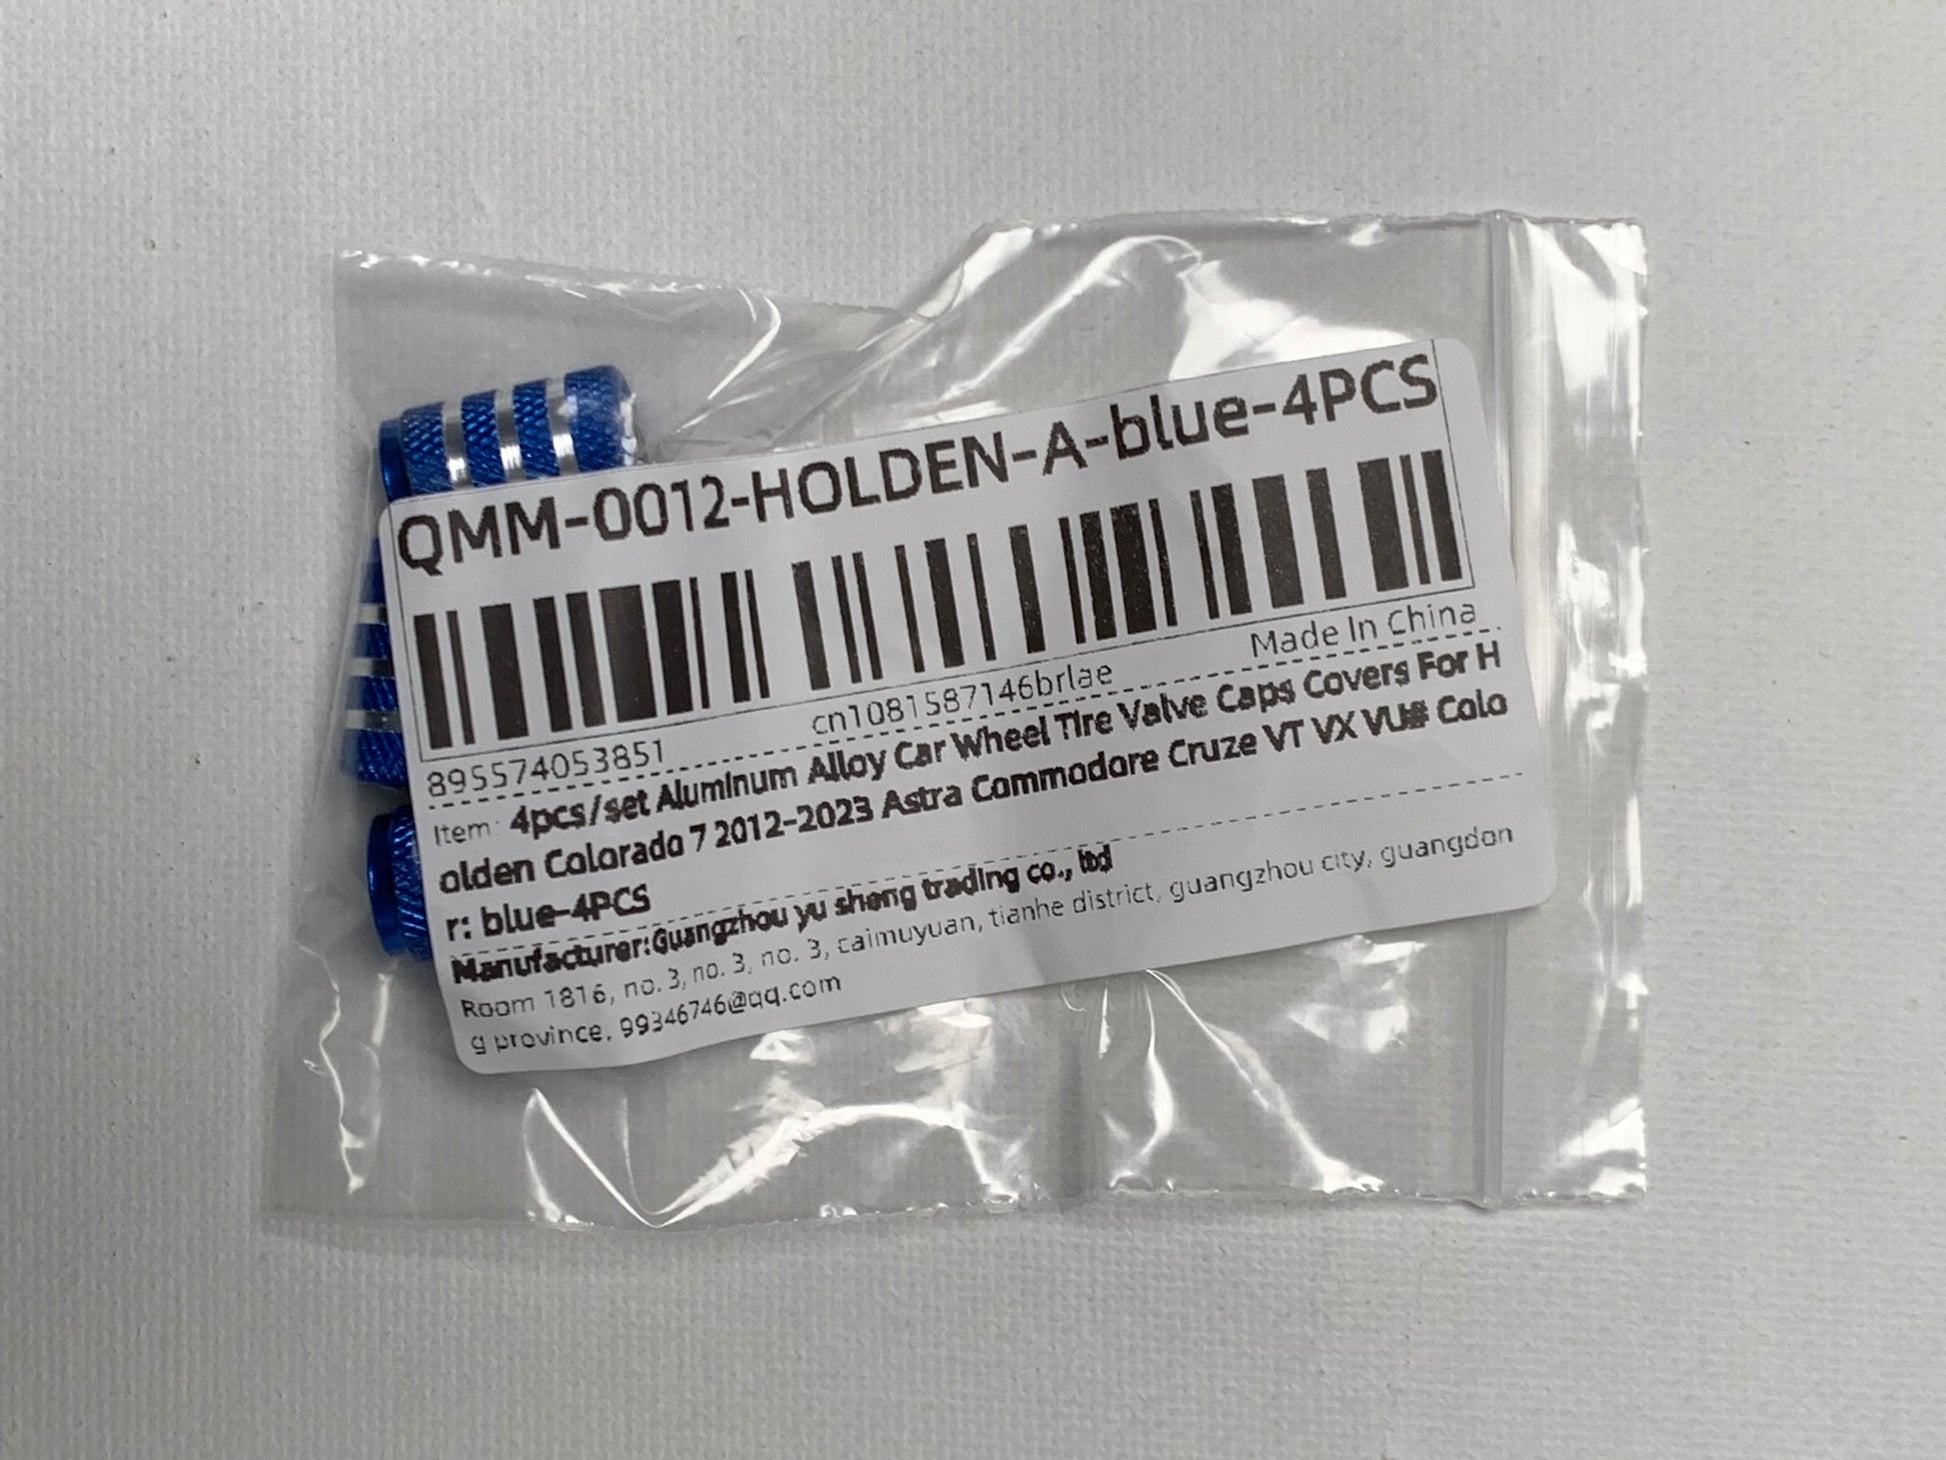 QMM-0012-HOLDEN-A-blue-4PCS
895574053851
cn1081587146brlae
Made In China
Item: 4pcs/set Aluminum Alloy Car Wheel Tire Valve Caps Covers For H
olden Colorado 7 2012-2023 Astra Commodore Cruze VT VX VU# Colo
r: blue-4PCS
Manufacturer:Guangzhou yu sheng trading co., ltd
Room 1816, no. 3, no. 3, no. 3, caimuyuan, tianhe district, guangzhou city, guangdon
g province, 99346746@qq.com